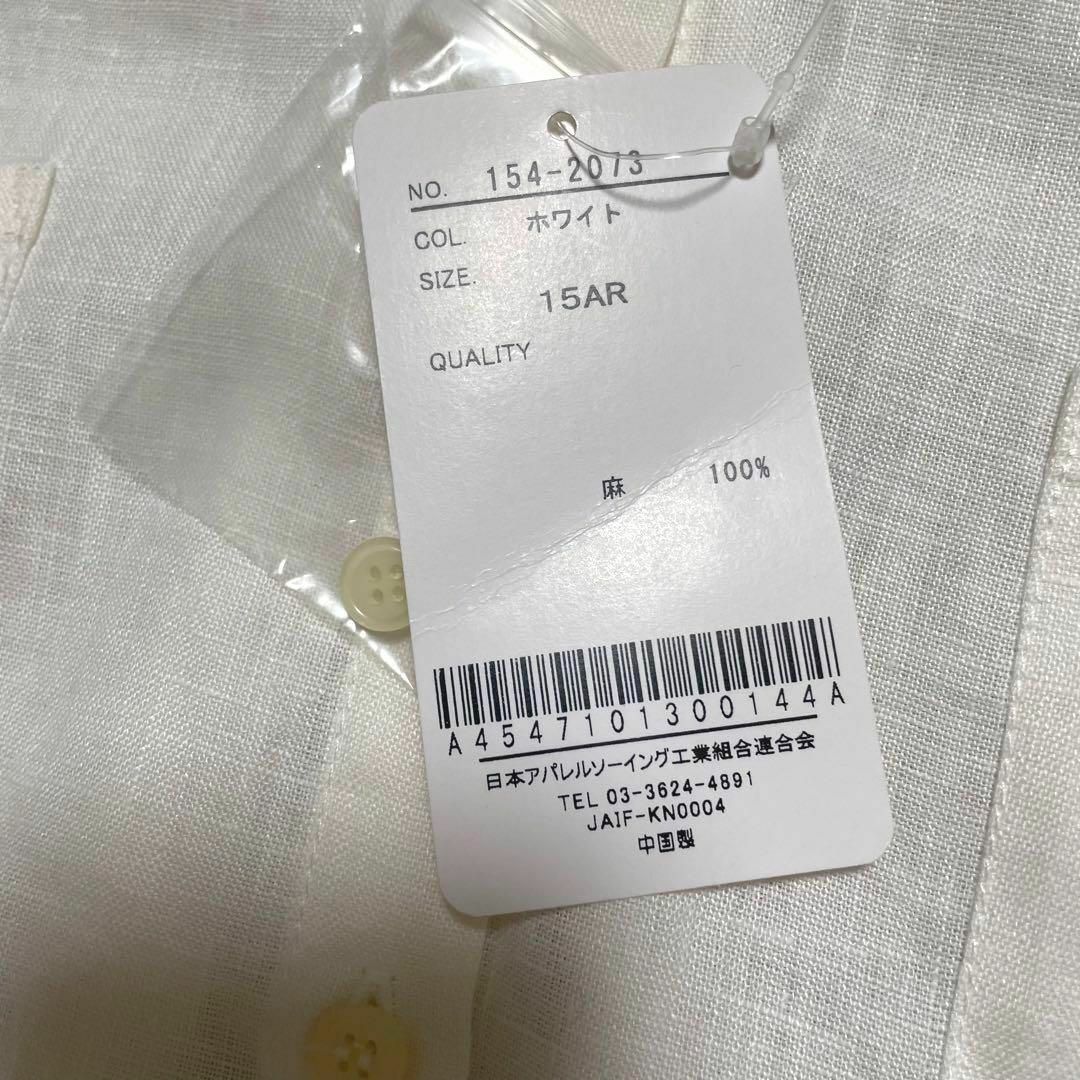 NO. 154-2073
COL. ホワイト
SIZE.
15AR
QUALITY
麻 100%
A454710130​0144A
日本アパレルソーイング工業組合連合会
TEL 03-3624-4891
JAIF-KN0004
中国製